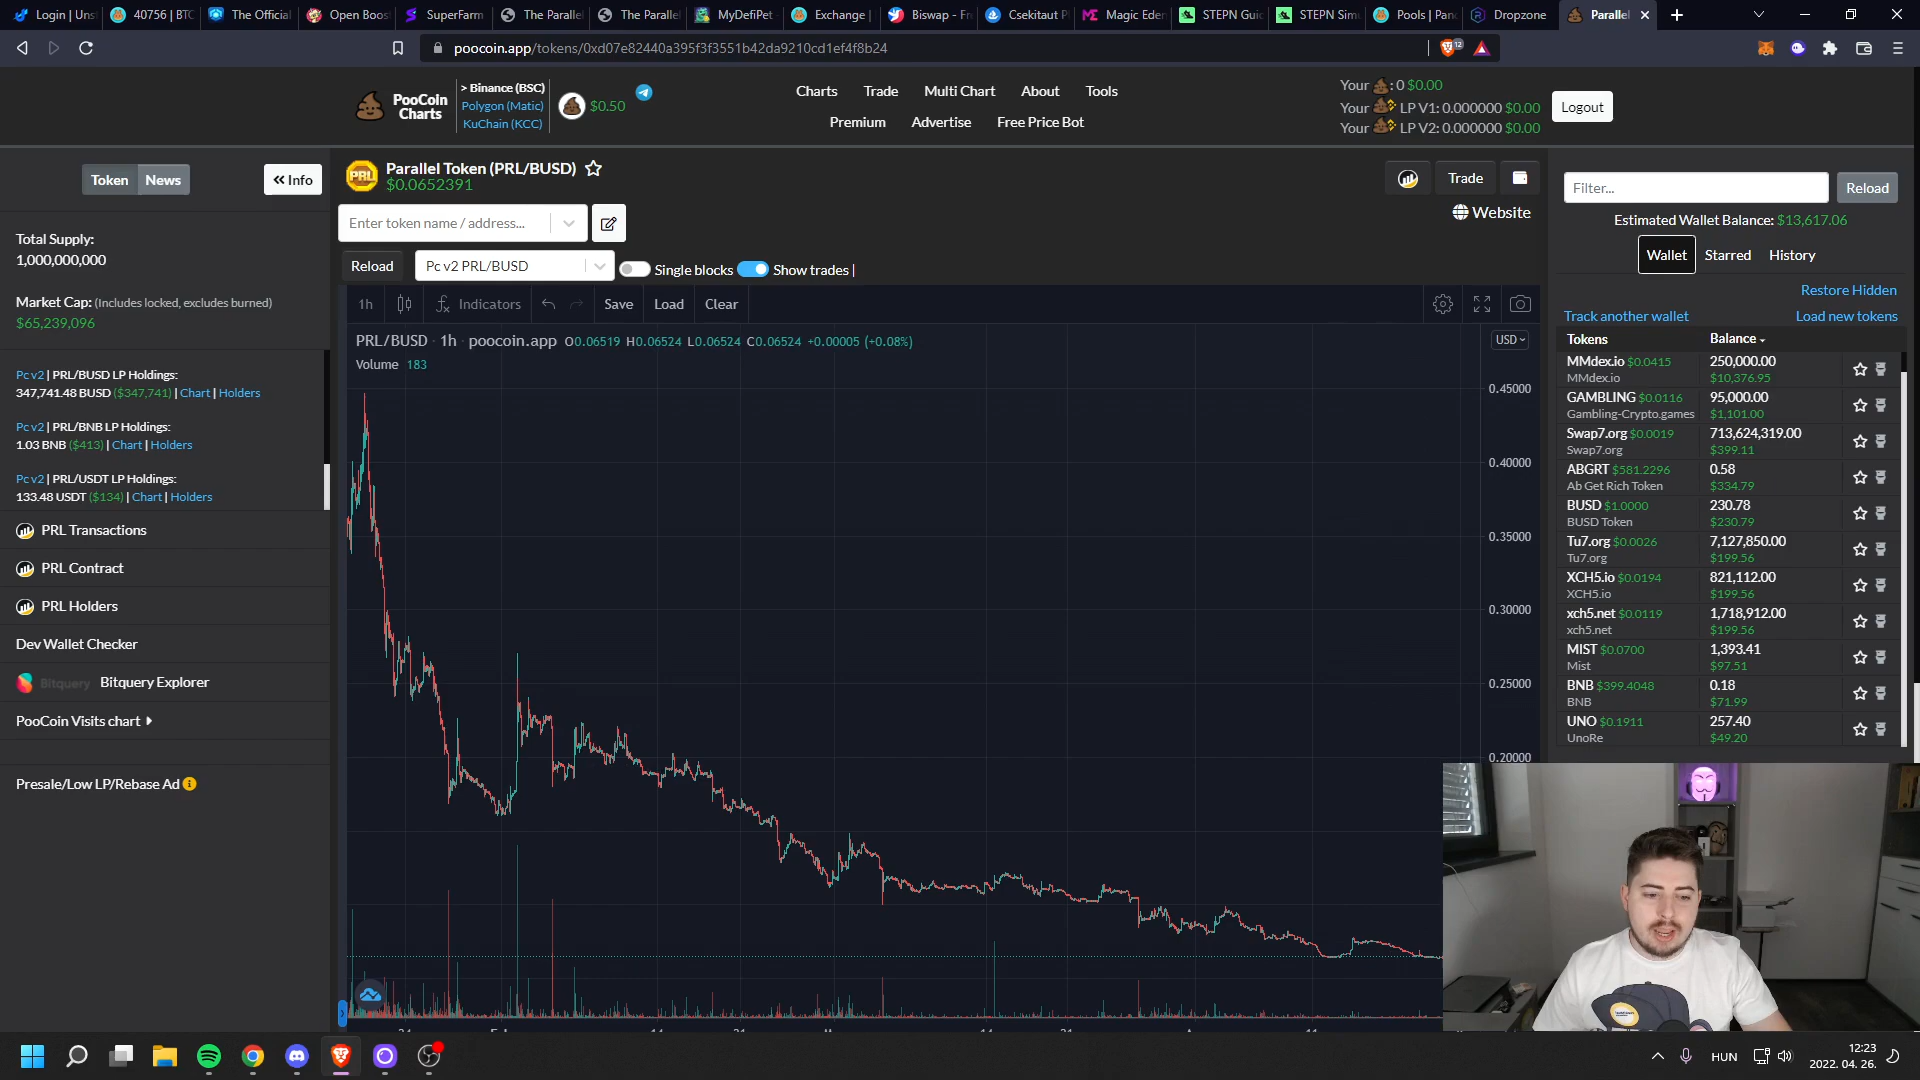 Login | Uns
40756 | BTC
The Official
Open Boos
SuperFarm
The Parallel
The Parallel
MyDefiPet
Exchange |
Biswap - Fr
Csekitaut P
Magic Eden
STEPN Guid
STEPN Sim
Pools | Panc
Dropzone
Parallel
poocoin.app/tokens/0xd07e82440a395f3f3551b42da9210cd1ef4f8b24
12
PooCoin Charts
> Binance (BSC)
Polygon (Matic)
KuChain (KCC)
$0.50
Charts Trade Multi Chart About Tools
Premium Advertise Free Price Bot
Your : 0 $0.00
Your LP V1: 0.000000 $0.00
Your LP V2: 0.000000 $0.00
Logout
Token News
Info
Total Supply:
1,000,000,000
Market Cap: (Includes locked, excludes burned)
$65,239,096
Pc v2 | PRL/BUSD LP Holdings:
347,741.48 BUSD ($347,741) | Chart | Holders
Pc v2 | PRL/BNB LP Holdings:
1.03 BNB ($413) | Chart | Holders
Pc v2 | PRL/USDT LP Holdings:
133.48 USDT ($134) | Chart | Holders
PRL Transactions
PRL Contract
PRL Holders
Dev Wallet Checker
Bitquery Bitquery Explorer
PooCoin Visits chart
Presale/Low LP/Rebase Ad
PRL
Parallel Token (PRL/BUSD)
$0.0652391
Trade
Website
Enter token name / address...
Reload
Pc v2 PRL/BUSD
Single blocks
Show trades |
1h
Indicators
Save
Load
Clear
PRL/BUSD · 1h · poocoin.app O0.06519 H0.06524 L0.06524 C0.06524 +0.00005 (+0.08%)
Volume 183
USD
0.45000
0.40000
0.35000
0.30000
0.25000
0.20000
Filter...
Reload
Estimated Wallet Balance: $13,617.06
Wallet Starred History
Restore Hidden
Track another wallet
Load new tokens
Tokens Balance
MMdex.io $0.0415 250,000.00
MMdex.io $10,376.95
GAMBLING $0.0116 95,000.00
Gambling-Crypto.games $1,101.00
Swap7.org $0.0019 713,624,319.00
Swap7.org $399.11
ABGRT $581.2296 0.58
Ab Get Rich Token $334.79
BUSD $1.0000 230.78
BUSD Token $230.79
Tu7.org $0.0026 7,127,850.00
Tu7.org $199.56
XCH5.io $0.0194 821,112.00
XCH5.io $199.56
xch5.net $0.0119 1,718,912.00
xch5.net $199.56
MIST $0.0700 1,393.41
Mist $97.51
BNB $399.4048 0.18
BNB $71.99
UNO $0.1911 257.40
UnoRe $49.20
HUN
12:23
2022. 04. 26.